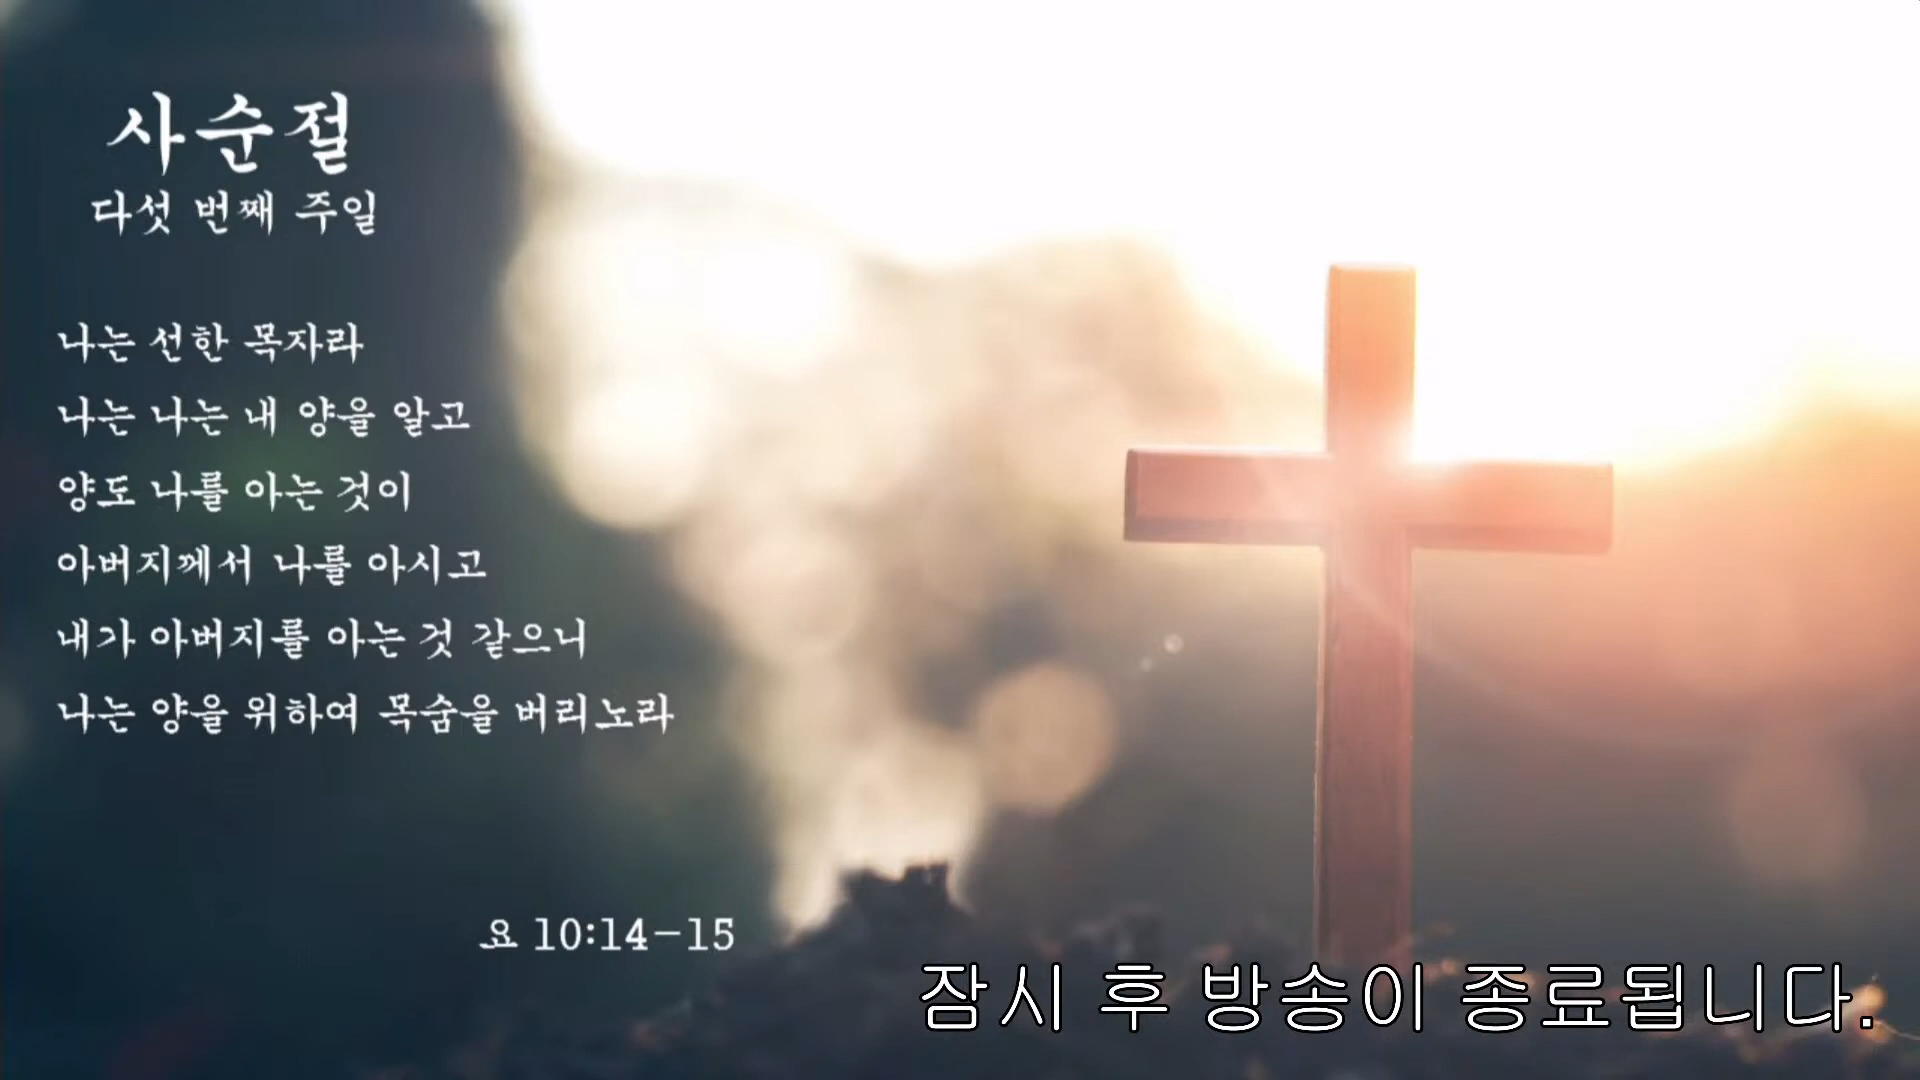 사순절
다섯 번째 주일
나는 선한 목자라
나는 나는 내 양을 알고
양도 나를 아는 것이
아버지께서 나를 아시고
내가 아버지를 아는 것 같으니
나는 양을 위하여 목숨을 버리노라
요 10:14-15
잠시 후 방송이 종료됩니다.